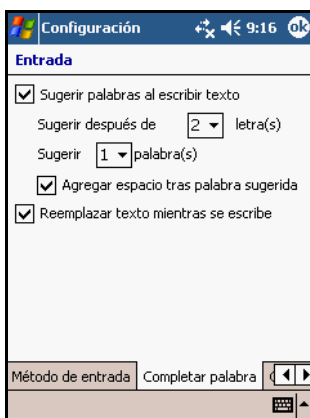 Configuración 9:16 ok
Entrada
Sugerir palabras al escribir texto
Sugerir después de 2 letra(s)
Sugerir 1 palabra(s)
Agregar espacio tras palabra sugerida
Reemplazar texto mientras se escribe
Método de entrada Completar palabra